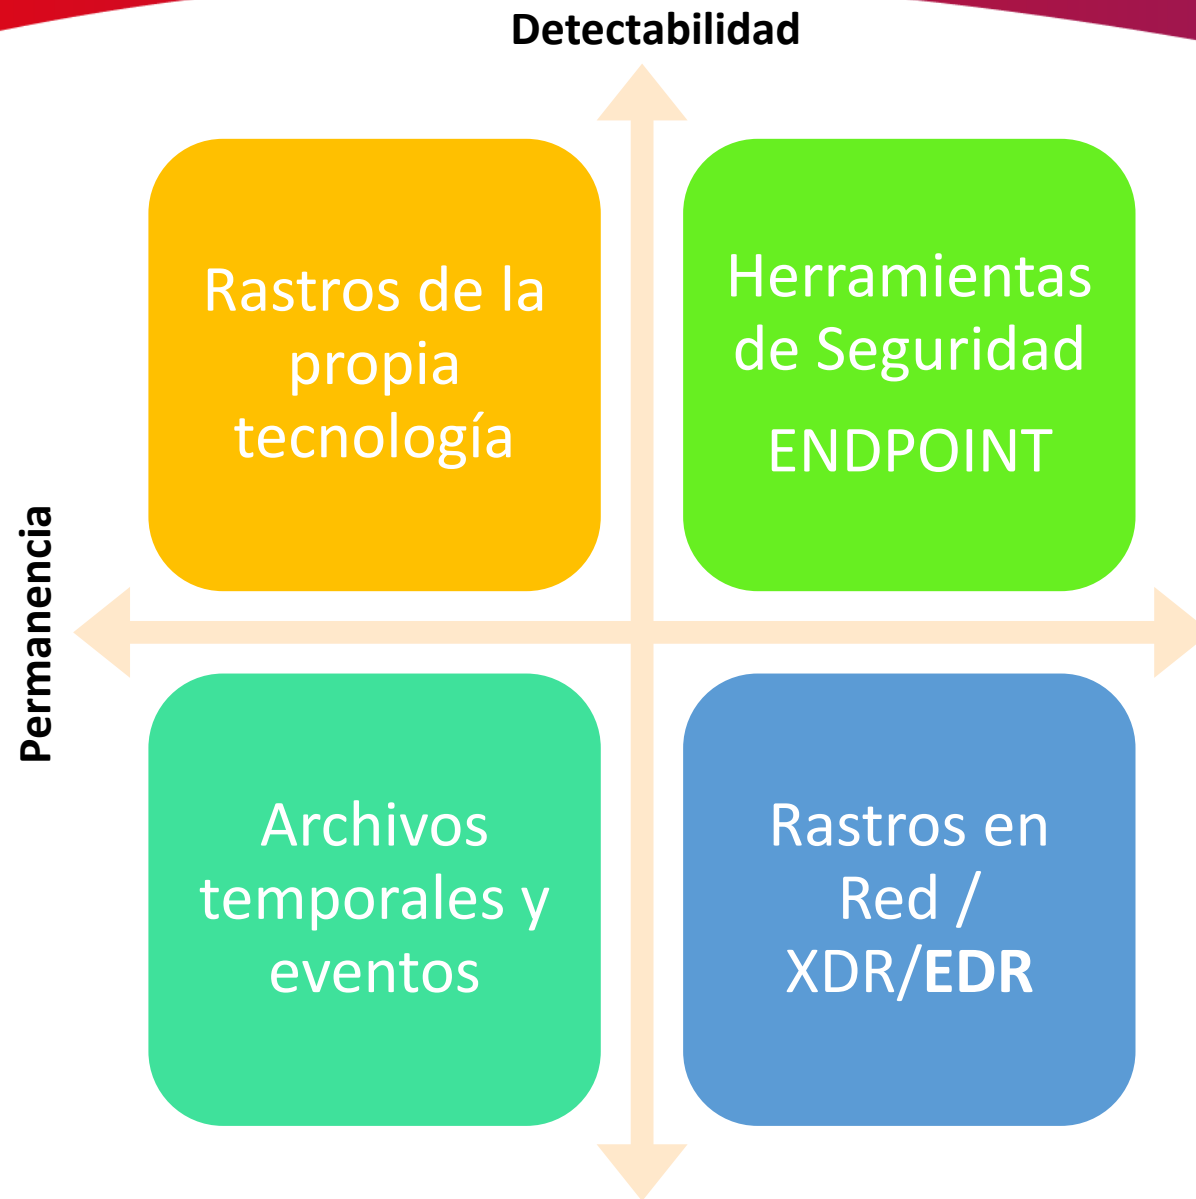 Detectabilidad
Rastros de la
propia
tecnología
Herramientas
de Seguridad
ENDPOINT
Permanencia
Archivos
temporales y
eventos
Rastros en
Red /
XDR/EDR